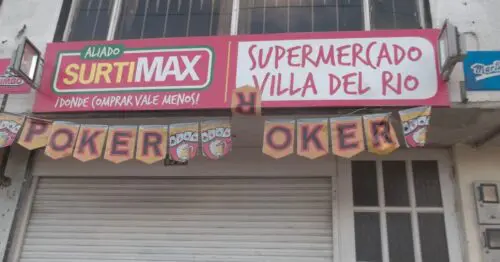 ALIADO
SURTIMAX
¡DONDE COMPRAR VALE MENOS!
SUPERMERCADO
VILLA DEL RIO
POKER
R
OKER